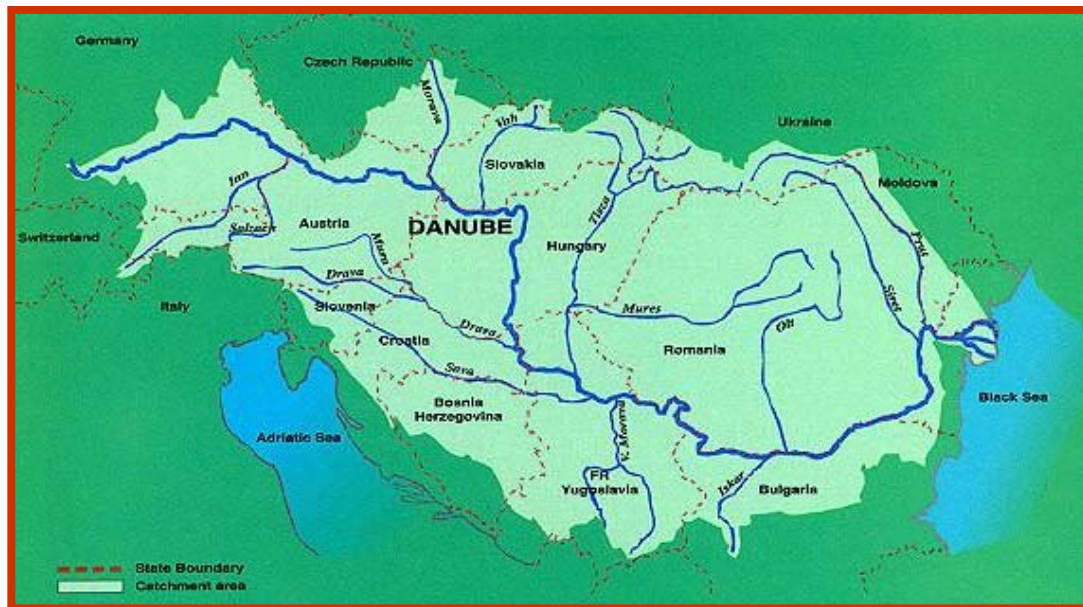 Germany
Czech Republic
Ukraine
Morava
Vah
Slovakia
Moldova
Inn
Tisza
Prut
Switzerland
Austria
DANUBE
Salzach
Mura
Hungary
Drava
Siret
Italy
Slovenia
Mures
Olt
Drava
Croatia
Romania
Sava
Black Sea
Bosnia
Herzegovina
V. Morava
Adriatic Sea
FR
Yugoslavia
Iskar
Bulgaria
State Boundary
Catchment area